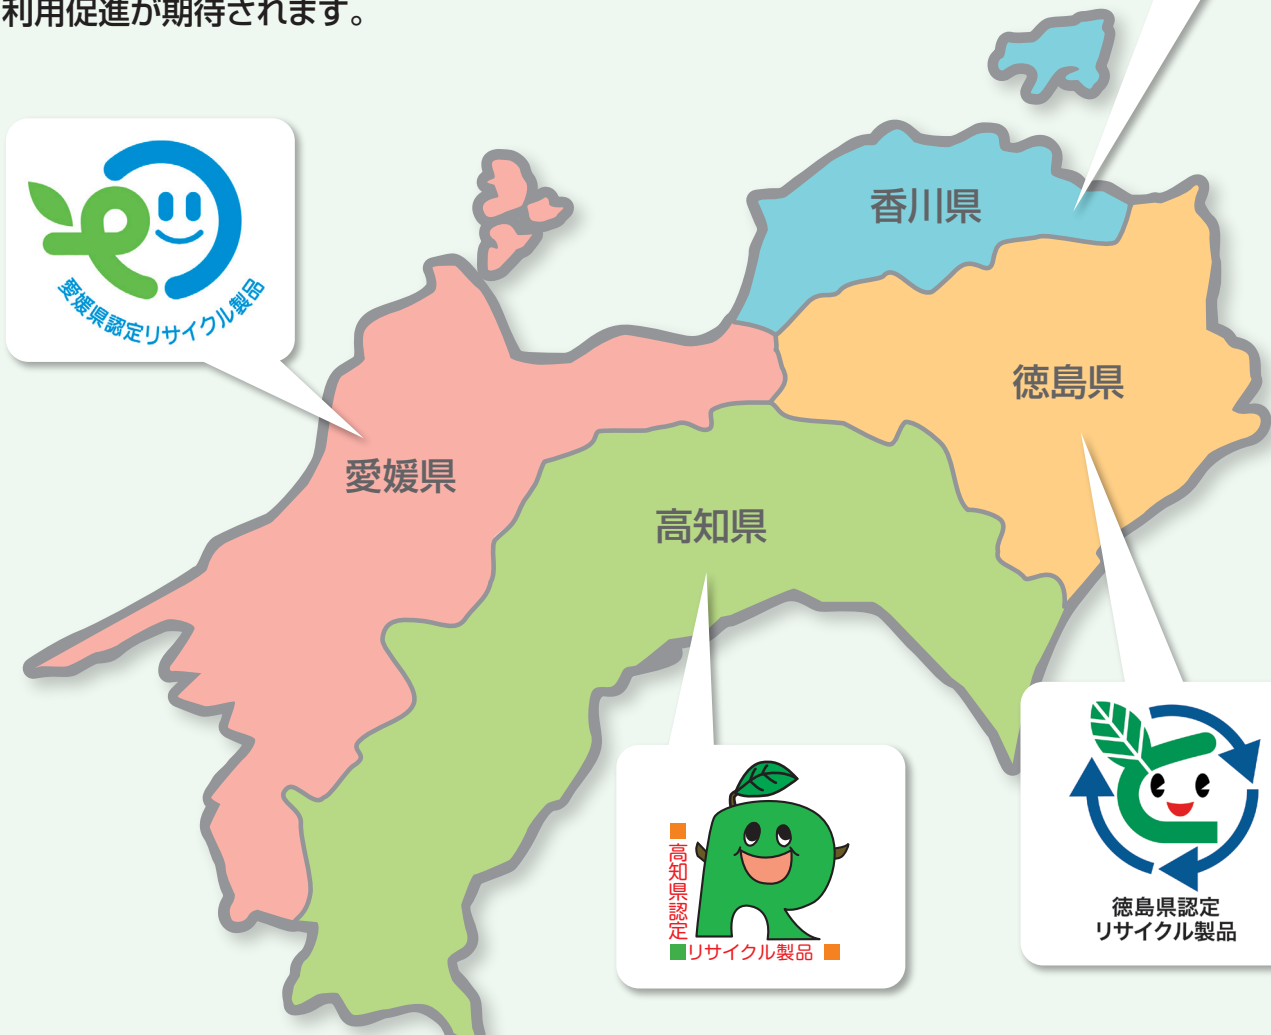 利用促進が期待されます。
香川県
愛媛県認定リサイクル製品
徳島県
愛媛県
高知県
高知県認定
リサイクル製品
徳島県認定
リサイクル製品